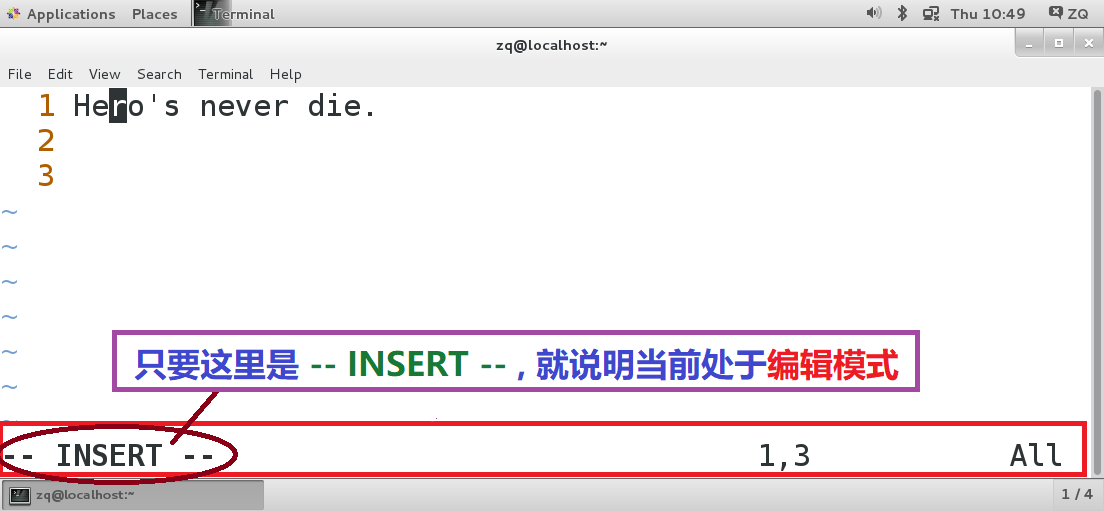 Applications Places Terminal Thu 10:49 ZQ
zq@localhost:~
File Edit View Search Terminal Help
1 Hero's never die.
2
3
~
~
~
~
~
~
~
只要这里是 -- INSERT -- , 就说明当前处于编辑模式
-- INSERT -- 1,3 All
zq@localhost:~ 1 / 4